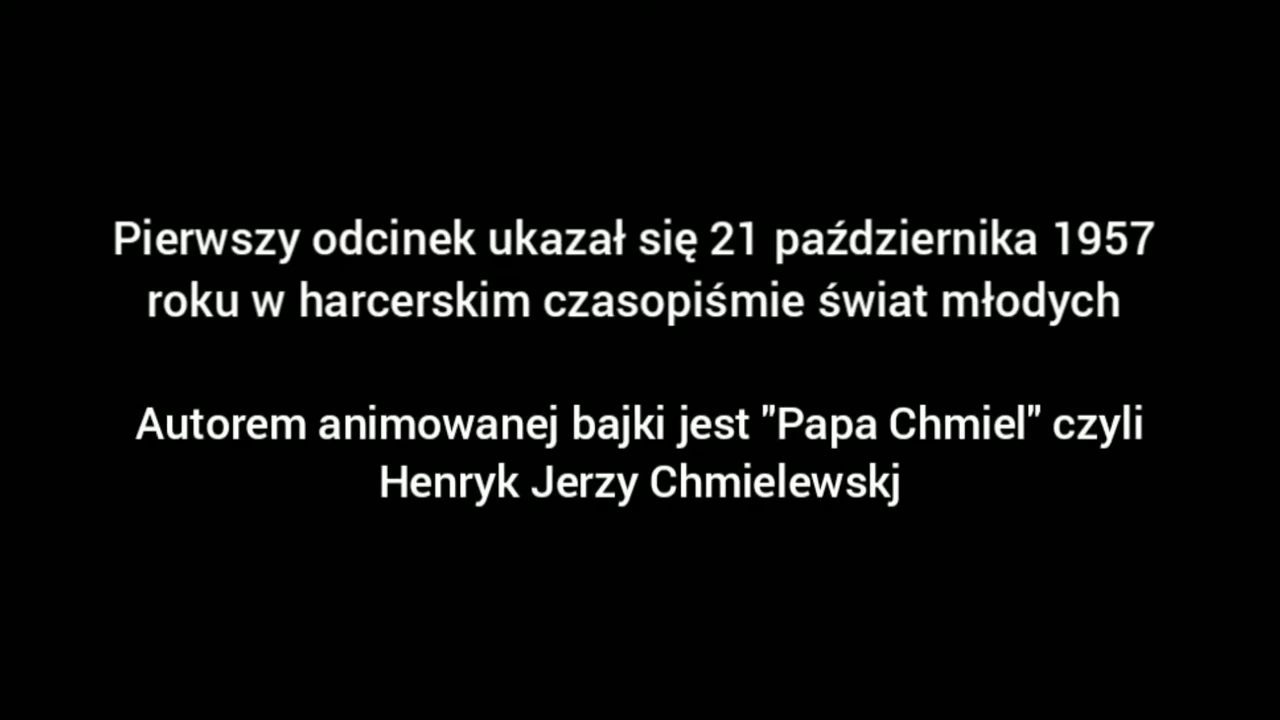 Pierwszy odcinek ukazał się 21 października 1957
roku w harcerskim czasopiśmie świat młodych
Autorem animowanej bajki jest "Papa Chmiel" czyli
Henryk Jerzy Chmielewskj